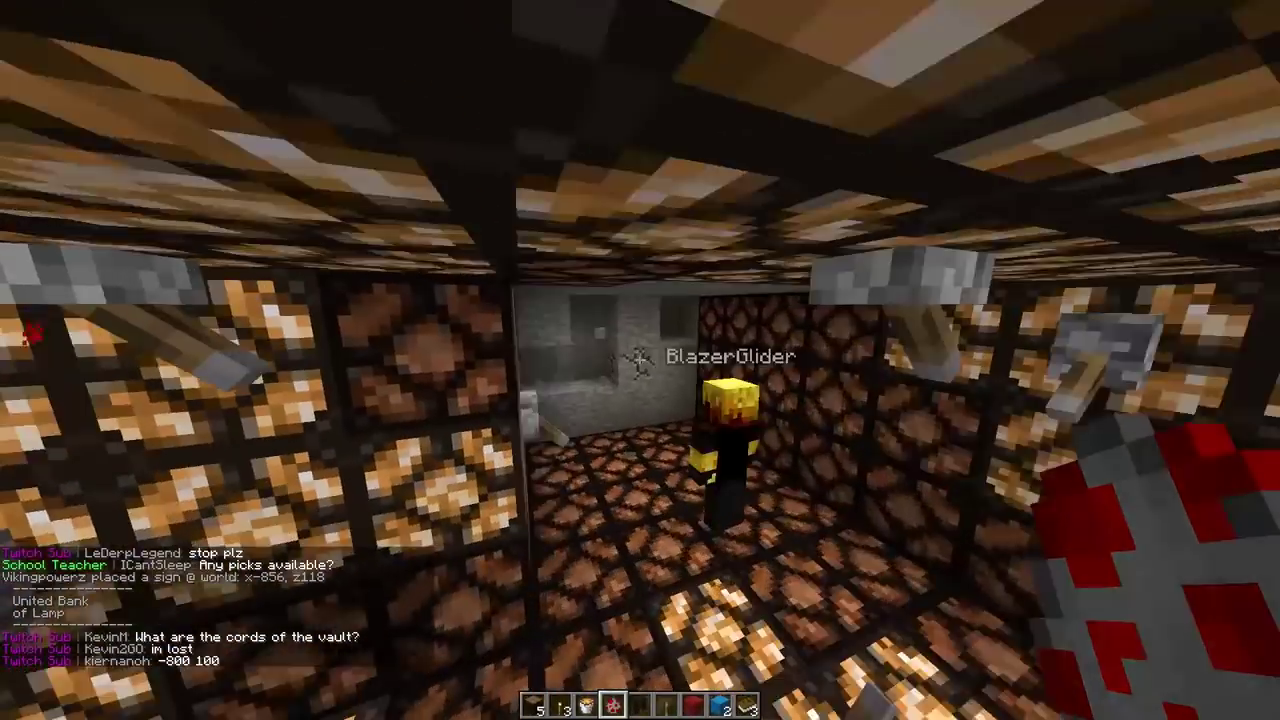 BlazerGlider
Twitch Sub | LeDerpLegend: stop plz
School Teacher | ICantSleep: Any picks available?
Vikingpowerz placed a sign @ world: x-856, z118
---------------
United Bank
of Lamp
---------------
Twitch Sub | KevinM: What are the cords of the vault?
Twitch Sub | Kevin200: im lost
Twitch Sub | kiernanoh: -800 100
5 3 2 3